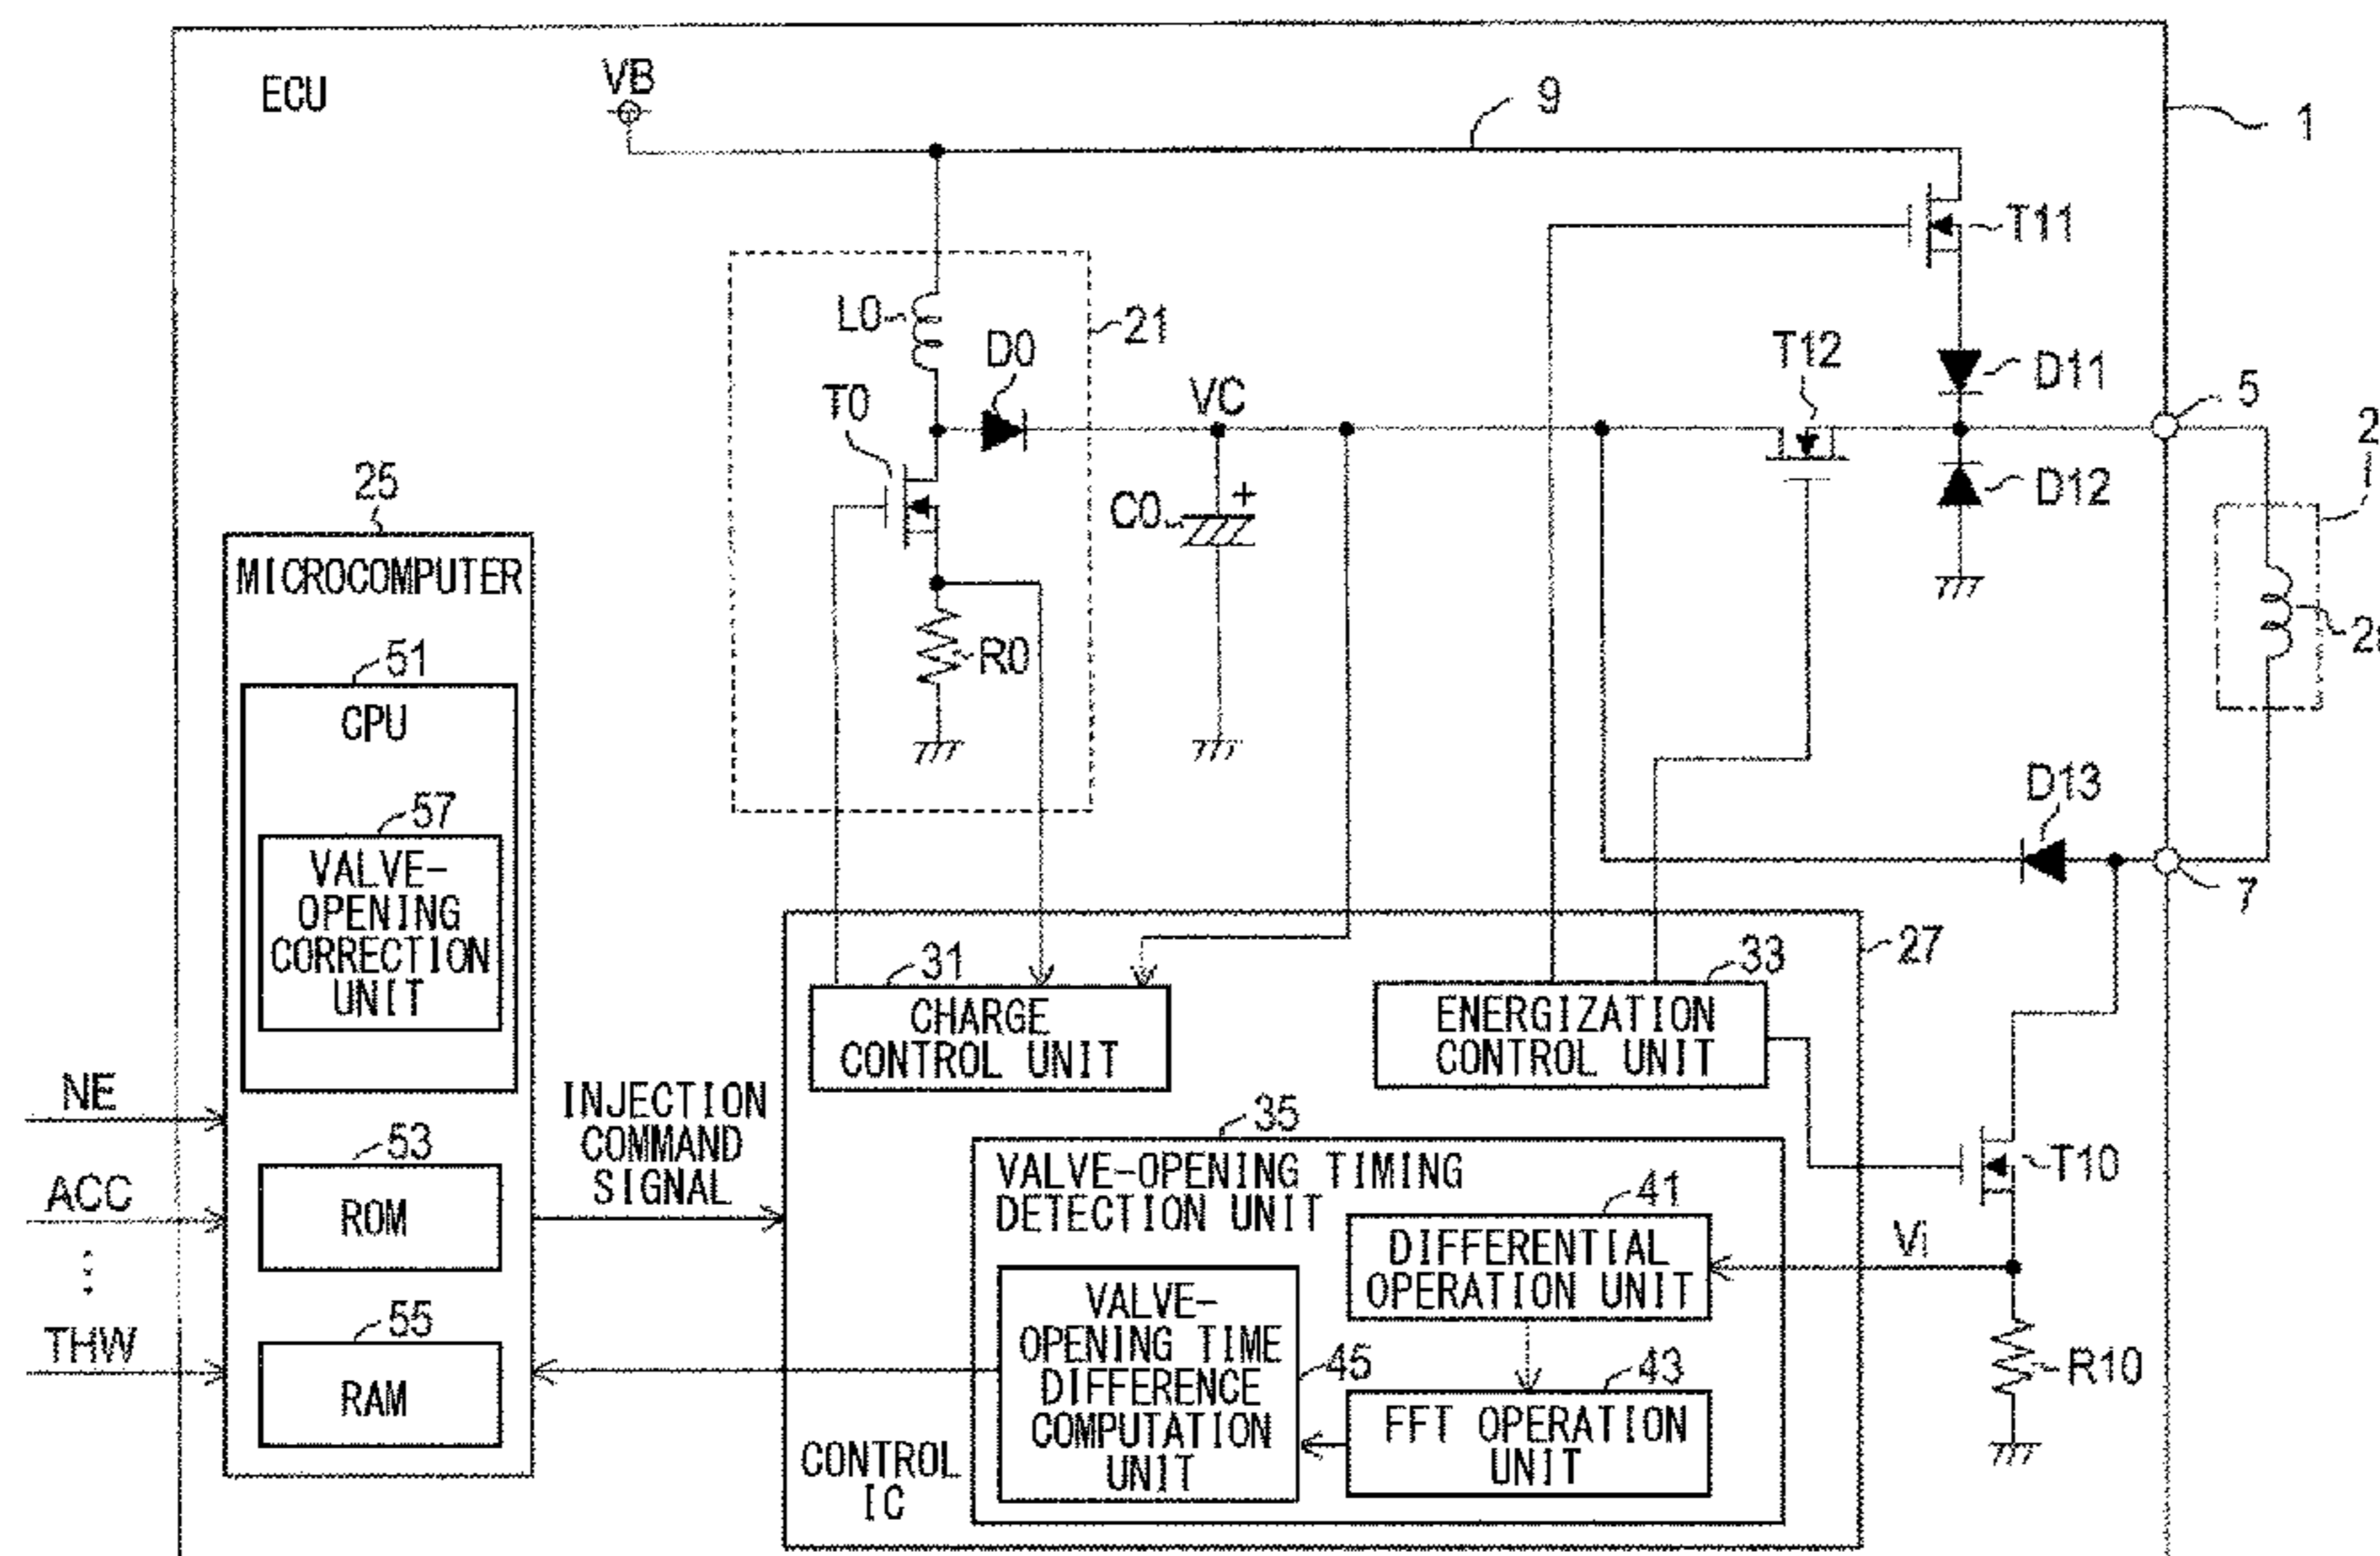 ECU
VB
9
1
T11
L0
D0
21
T12
D11
5
2
T0
VC
25
C0
+
D12
MICROCOMPUTER
R0
51
CPU
D13
57
VALVE-
OPENING
CORRECTION
UNIT
7
27
31
CHARGE
CONTROL UNIT
33
ENERGIZATION
CONTROL UNIT
NE
INJECTION
COMMAND
SIGNAL
53
ROM
ACC
35
VALVE-OPENING TIMING
DETECTION UNIT
T10
41
DIFFERENTIAL
OPERATION UNIT
Vi
55
RAM
THW
VALVE-
OPENING TIME
DIFFERENCE
COMPUTATION
UNIT
45
43
FFT OPERATION
UNIT
R10
CONTROL
IC